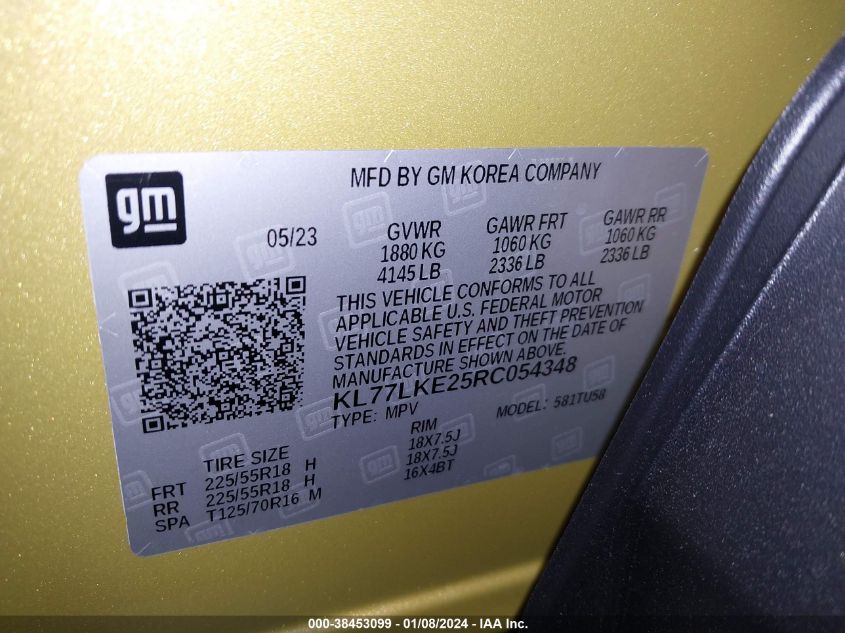 gm
MFD BY GM KOREA COMPANY
05/23
GVWR
1880 KG
4145 LB
GAWR FRT
1060 KG
2336 LB
GAWR RR
1060 KG
2336 LB
THIS VEHICLE CONFORMS TO ALL
APPLICABLE U.S. FEDERAL MOTOR
VEHICLE SAFETY AND THEFT PREVENTION
STANDARDS IN EFFECT ON THE DATE OF
MANUFACTURE SHOWN ABOVE.
KL77LKE25RC054348
TYPE: MPV MODEL: 581TU58
TIRE SIZE RIM
FRT 225/55R18 H 18X7.5J
RR 225/55R18 H 18X7.5J
SPA T125/70R16 M 16X4BT
000-38453099 - 01/08/2024 - IAA Inc.